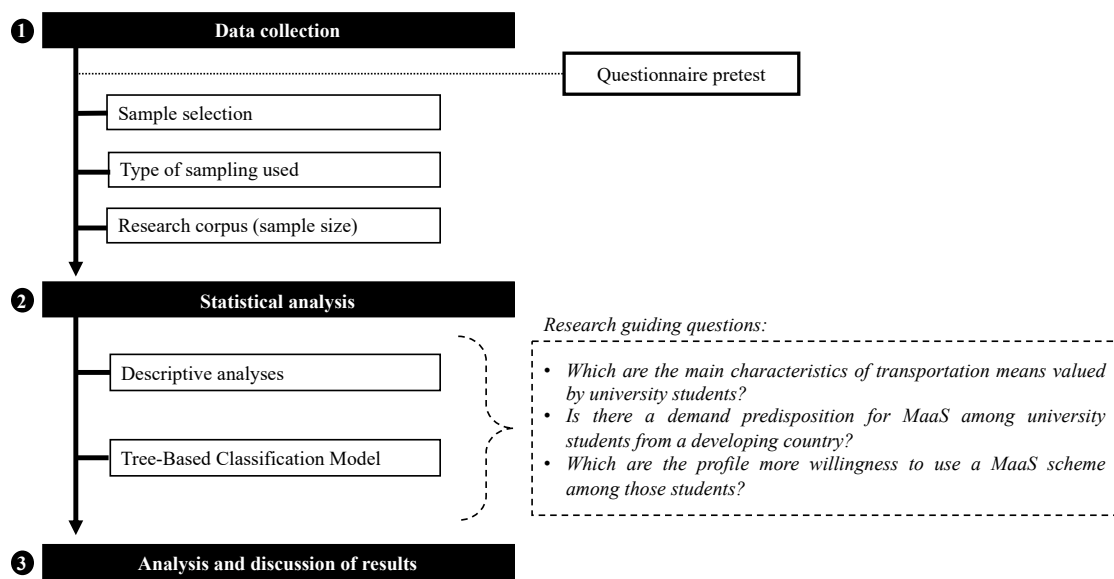 1 Data collection
Questionnaire pretest
Sample selection
Type of sampling used
Research corpus (sample size)
2 Statistical analysis
Research guiding questions:
Descriptive analyses
Tree-Based Classification Model
• Which are the main characteristics of transportation means valued
by university students?
• Is there a demand predisposition for MaaS among university
students from a developing country?
• Which are the profile more willingness to use a MaaS scheme
among those students?
3 Analysis and discussion of results